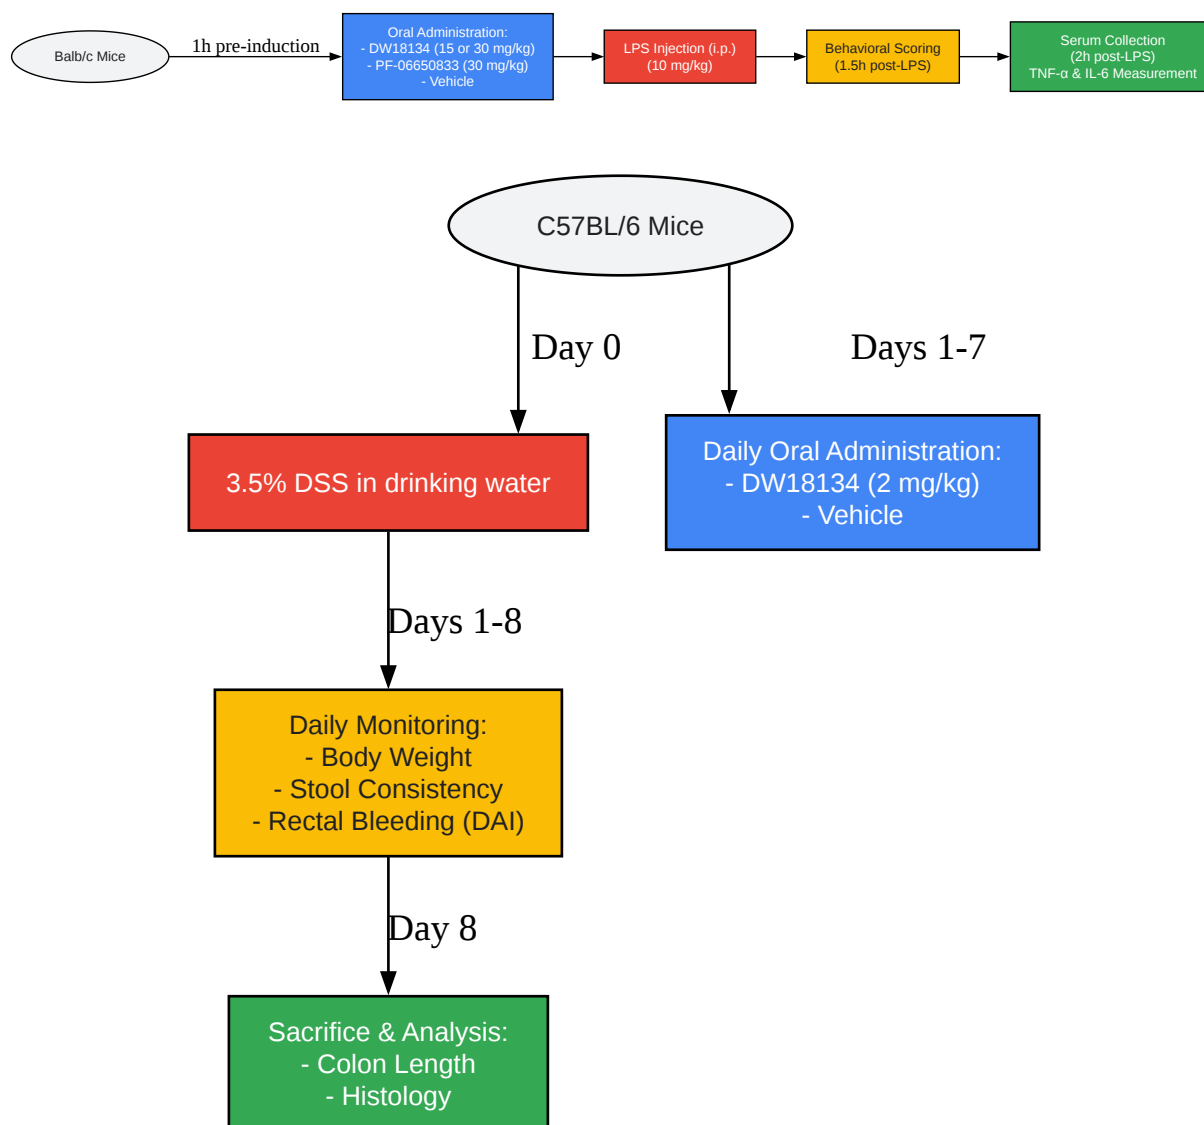 Balb/c Mice
1h pre-induction
Oral Administration:
- DW18134 (15 or 30 mg/kg)
- PF-06650833 (30 mg/kg)
- Vehicle
LPS Injection (i.p.)
(10 mg/kg)
Behavioral Scoring
(1.5h post-LPS)
Serum Collection
(2h post-LPS)
TNF-α & IL-6 Measurement
C57BL/6 Mice
Day 0
Days 1-7
3.5% DSS in drinking water
Daily Oral Administration:
- DW18134 (2 mg/kg)
- Vehicle
Days 1-8
Daily Monitoring:
- Body Weight
- Stool Consistency
- Rectal Bleeding (DAI)
Day 8
Sacrifice & Analysis:
- Colon Length
- Histology